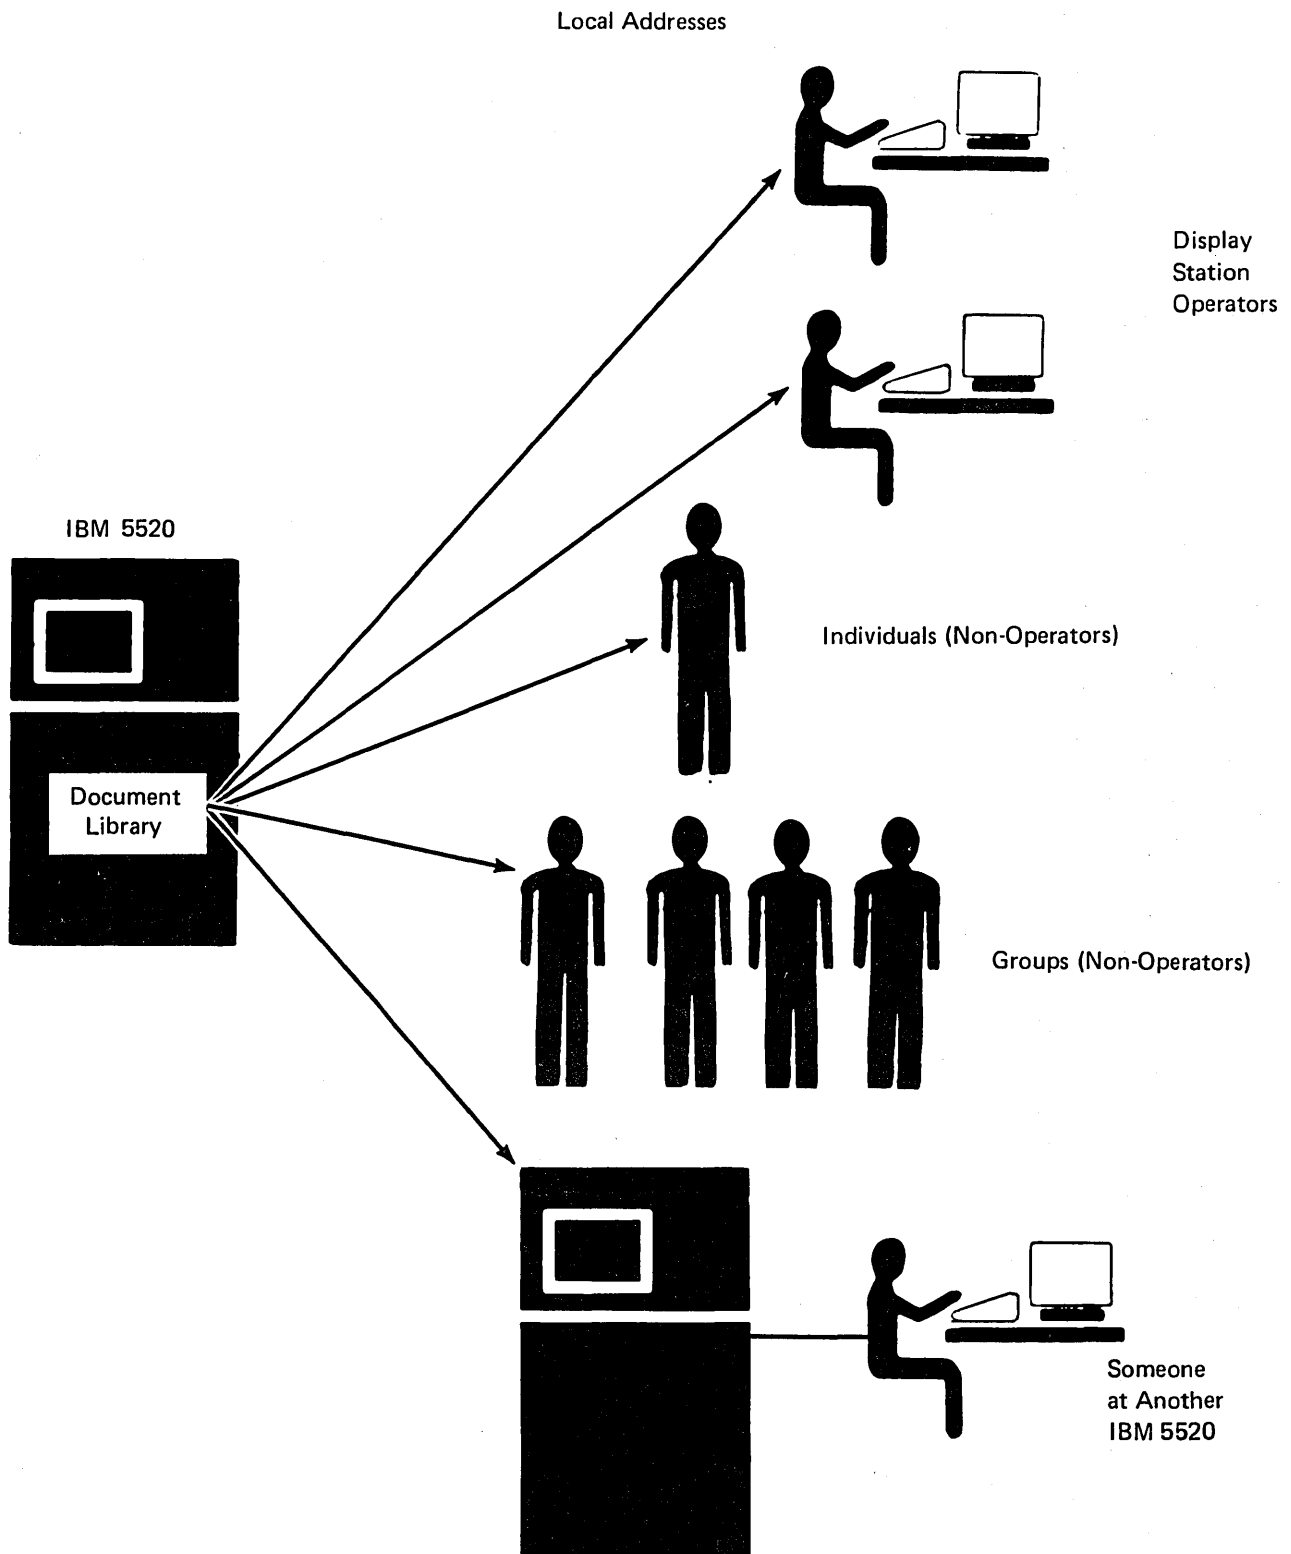 Local Addresses
Display
Station
Operators
IBM 5520
Individuals (Non-Operators)
Document
Library
Groups (Non-Operators)
Someone
at Another
IBM 5520